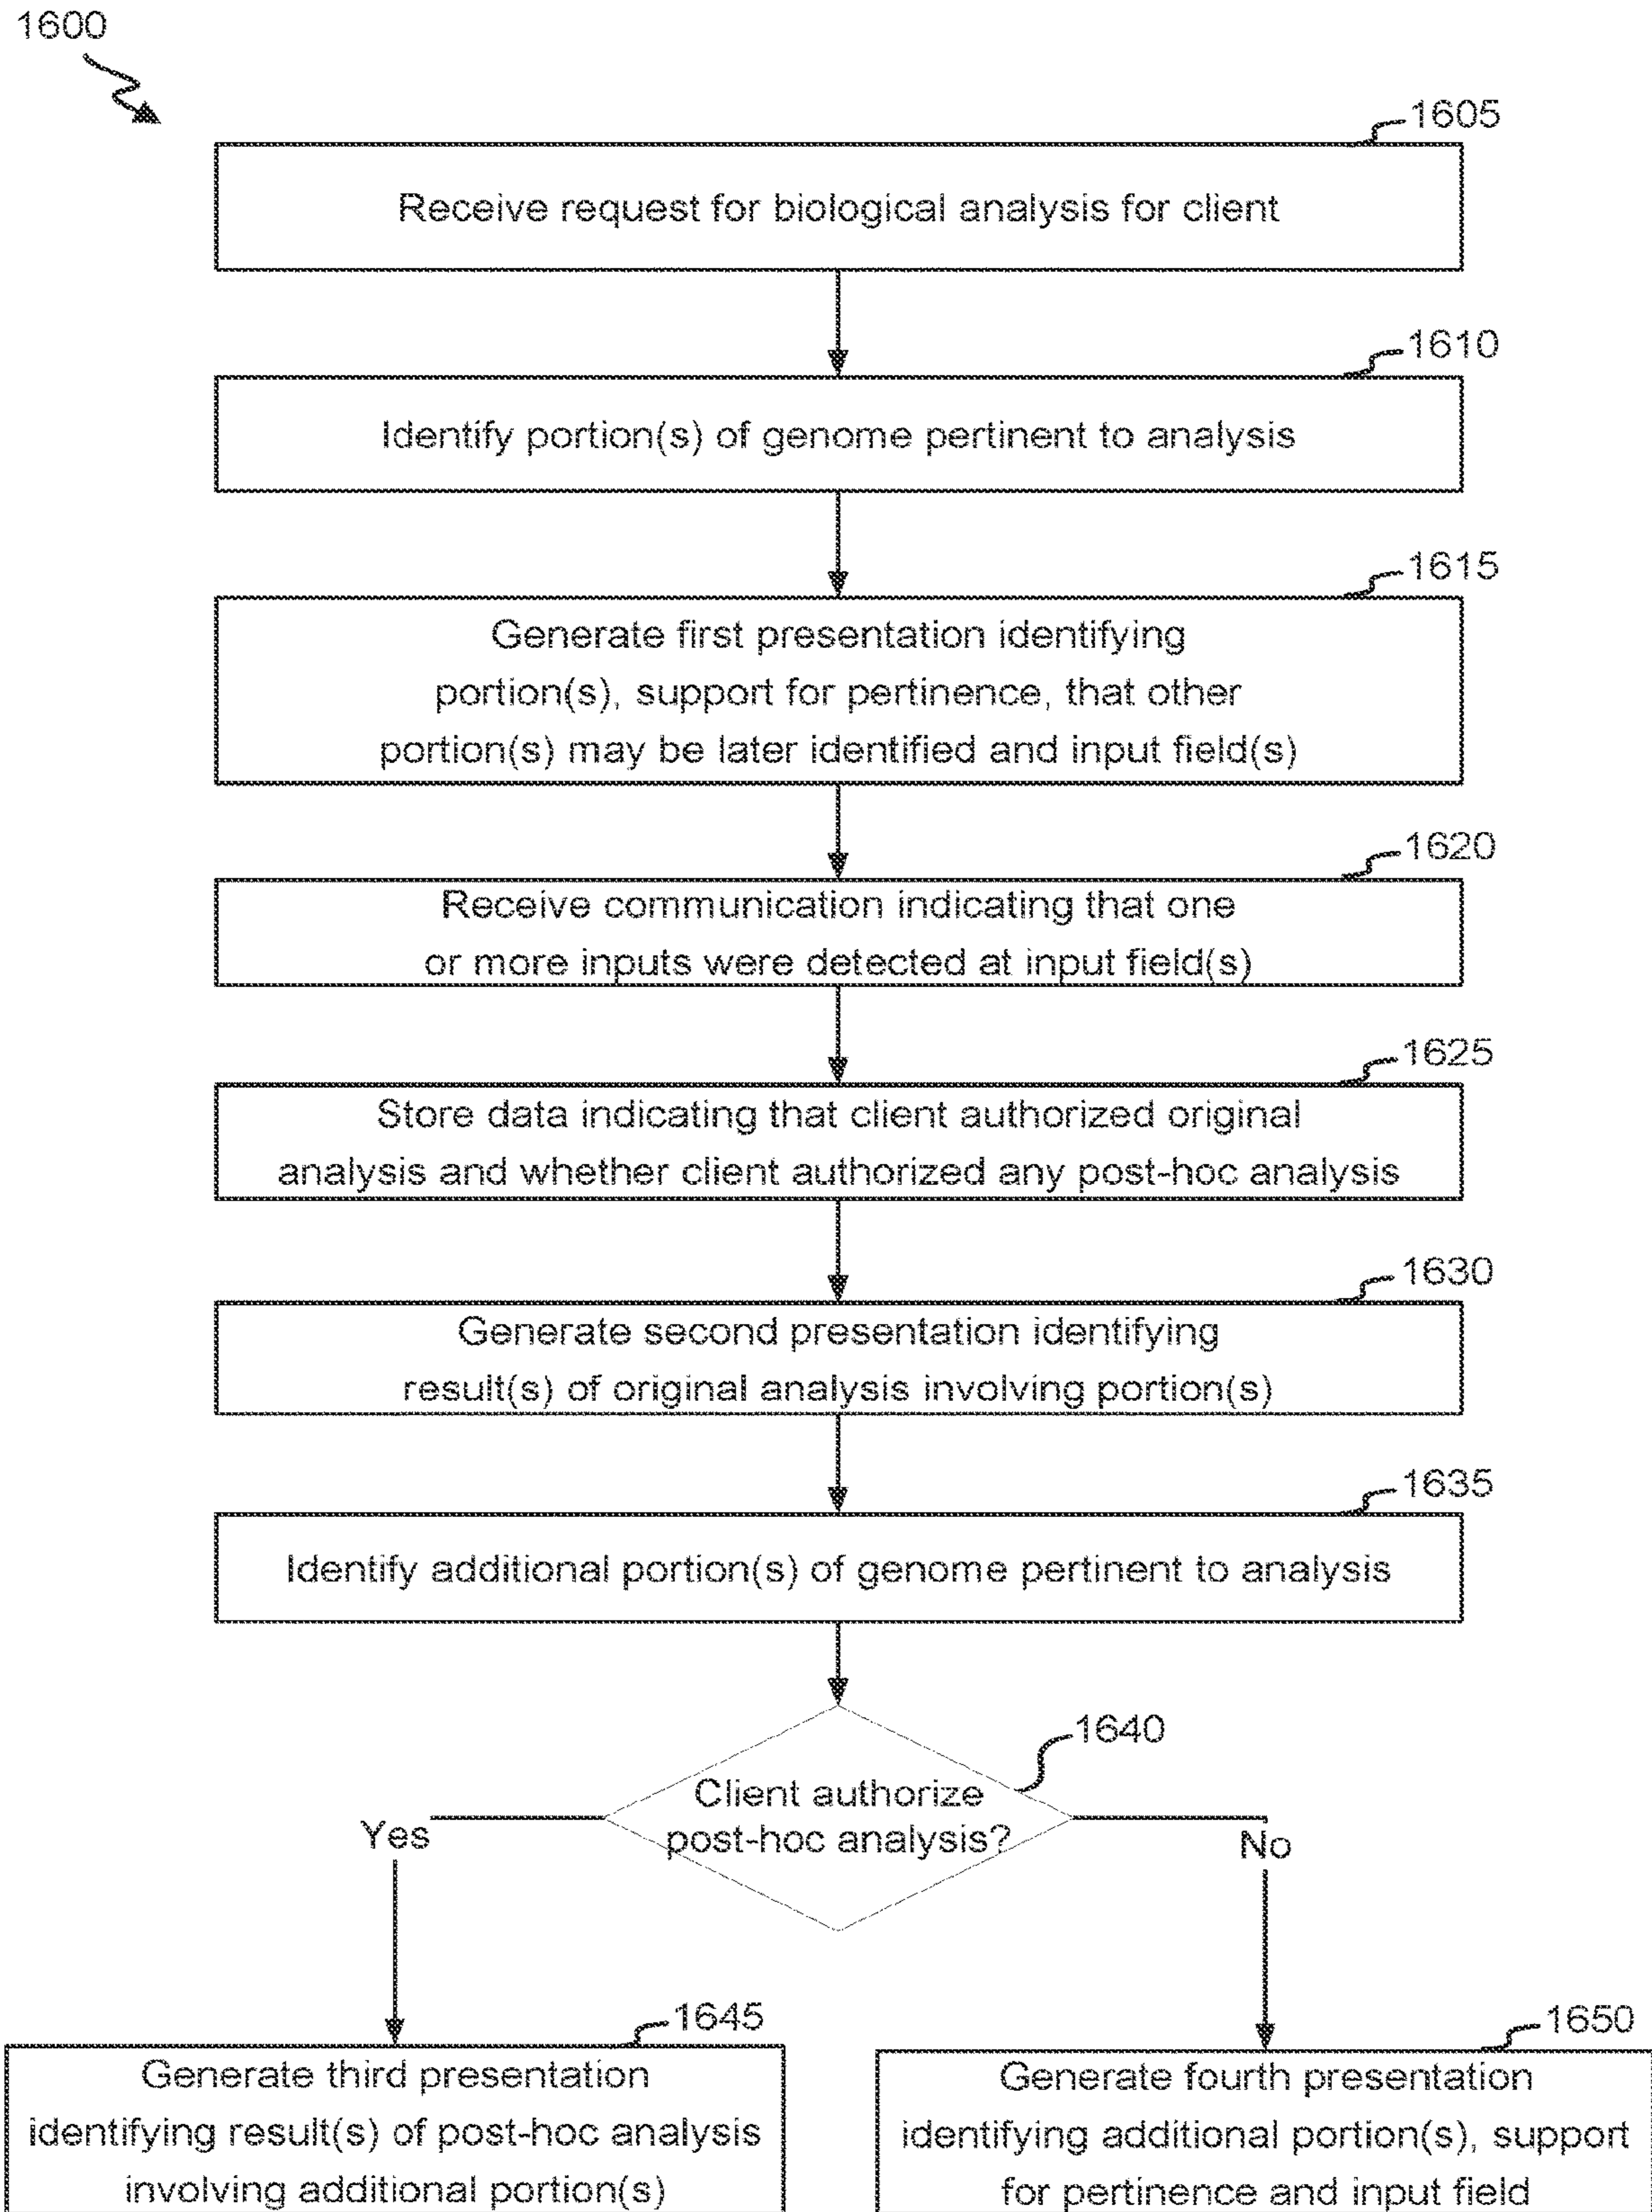 1600
1605
Receive request for biological analysis for client
1610
Identify portion(s) of genome pertinent to analysis
1615
Generate first presentation identifying
portion(s), support for pertinence, that other
portion(s) may be later identified and input field(s)
1620
Receive communication indicating that one
or more inputs were detected at input field(s)
1625
Store data indicating that client authorized original
analysis and whether client authorized any post-hoc analysis
1630
Generate second presentation identifying
result(s) of original analysis involving portion(s)
1635
Identify additional portion(s) of genome pertinent to analysis
1640
Client authorize
post-hoc analysis?
Yes
No
1645
Generate third presentation
identifying result(s) of post-hoc analysis
involving additional portion(s)
1650
Generate fourth presentation
identifying additional portion(s), support
for pertinence and input field